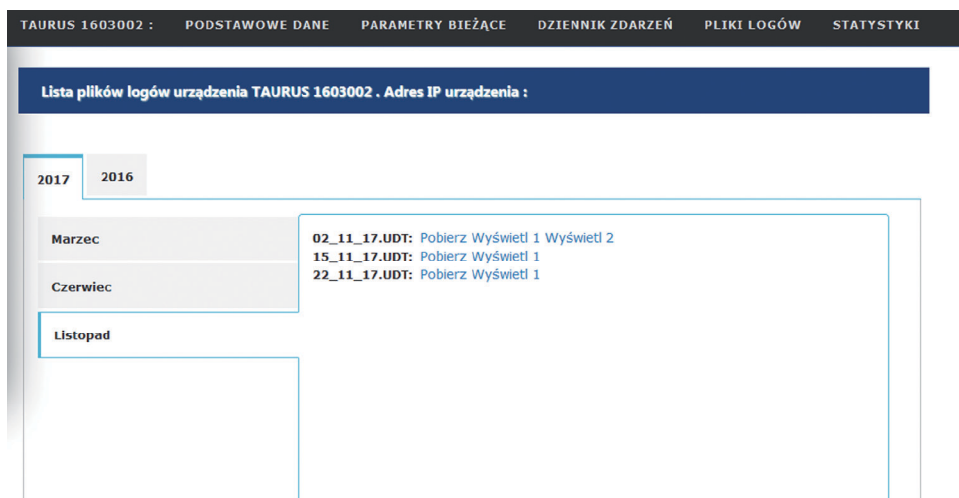 TAURUS 1603002 : PODSTAWOWE DANE PARAMETRY BIEŻĄCE DZIENNIK ZDARZEŃ PLIKI LOGÓW STATYSTYKI
Lista plików logów urządzenia TAURUS 1603002 . Adres IP urządzenia :
2017 2016
Marzec
Czerwiec
Listopad
02_11_17.UDT: Pobierz Wyświetl 1 Wyświetl 2
15_11_17.UDT: Pobierz Wyświetl 1
22_11_17.UDT: Pobierz Wyświetl 1